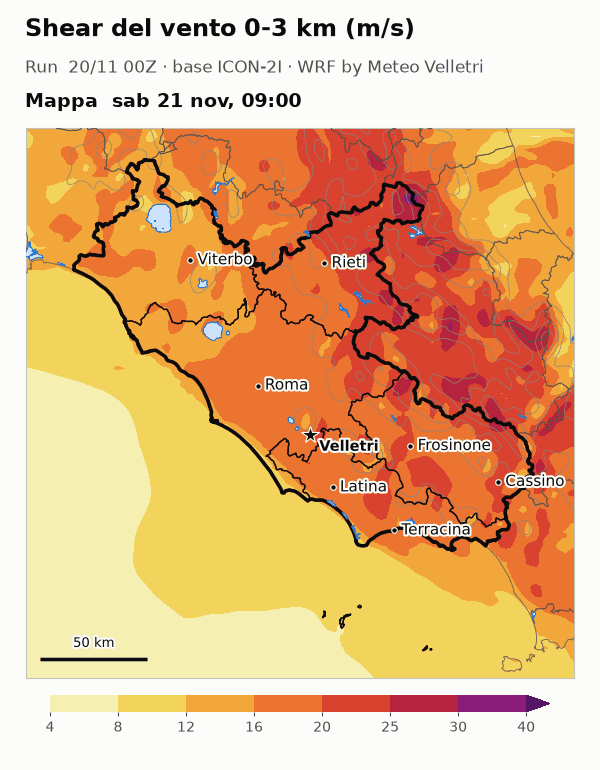 Shear del vento 0-3 km (m/s)
Run  20/11 00Z · base ICON-2I · WRF by Meteo Velletri
Mappa  sab 21 nov, 09:00
Viterbo
Rieti
Roma
Velletri
Frosinone
Cassino
Latina
Terracina
50 km
4 8 12 16 20 25 30 40